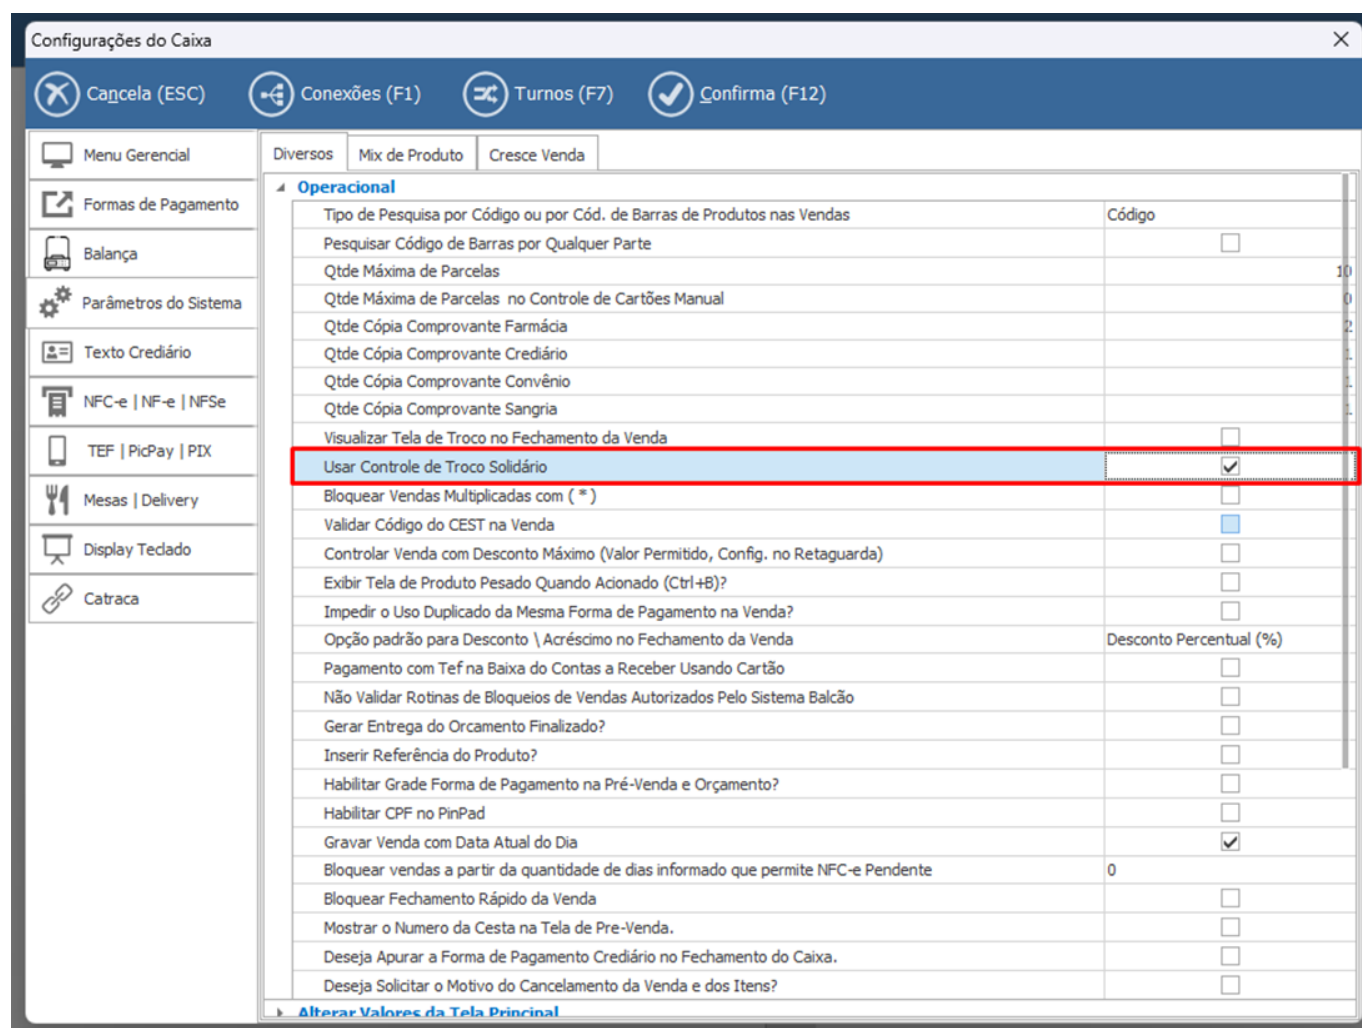 Configurações do Caixa
Cancela (ESC) Conexões (F1) Turnos (F7) Confirma (F12)
Menu Gerencial
Formas de Pagamento
Balança
Parâmetros do Sistema
Texto Crediário
NFC-e | NF-e | NFSe
TEF | PicPay | PIX
Mesas | Delivery
Display Teclado
Catraca
Diversos Mix de Produto Cresce Venda
Operacional
Tipo de Pesquisa por Código ou por Cód. de Barras de Produtos nas Vendas Código
Pesquisar Código de Barras por Qualquer Parte
Qtde Máxima de Parcelas 10
Qtde Máxima de Parcelas no Controle de Cartões Manual 0
Qtde Cópia Comprovante Farmácia 2
Qtde Cópia Comprovante Crediário 1
Qtde Cópia Comprovante Convênio 1
Qtde Cópia Comprovante Sangria 1
Visualizar Tela de Troco no Fechamento da Venda
Usar Controle de Troco Solidário
Bloquear Vendas Multiplicadas com ( * )
Validar Código do CEST na Venda
Controlar Venda com Desconto Máximo (Valor Permitido, Config. no Retaguarda)
Exibir Tela de Produto Pesado Quando Acionado (Ctrl+B)?
Impedir o Uso Duplicado da Mesma Forma de Pagamento na Venda?
Opção padrão para Desconto \ Acréscimo no Fechamento da Venda Desconto Percentual (%)
Pagamento com Tef na Baixa do Contas a Receber Usando Cartão
Não Validar Rotinas de Bloqueios de Vendas Autorizados Pelo Sistema Balcão
Gerar Entrega do Orcamento Finalizado?
Inserir Referência do Produto?
Habilitar Grade Forma de Pagamento na Pré-Venda e Orçamento?
Habilitar CPF no PinPad
Gravar Venda com Data Atual do Dia
Bloquear vendas a partir da quantidade de dias informado que permite NFC-e Pendente 0
Bloquear Fechamento Rápido da Venda
Mostrar o Numero da Cesta na Tela de Pre-Venda.
Deseja Apurar a Forma de Pagamento Crediário no Fechamento do Caixa.
Deseja Solicitar o Motivo do Cancelamento da Venda e dos Itens?
Alterar Valores da Tela Principal